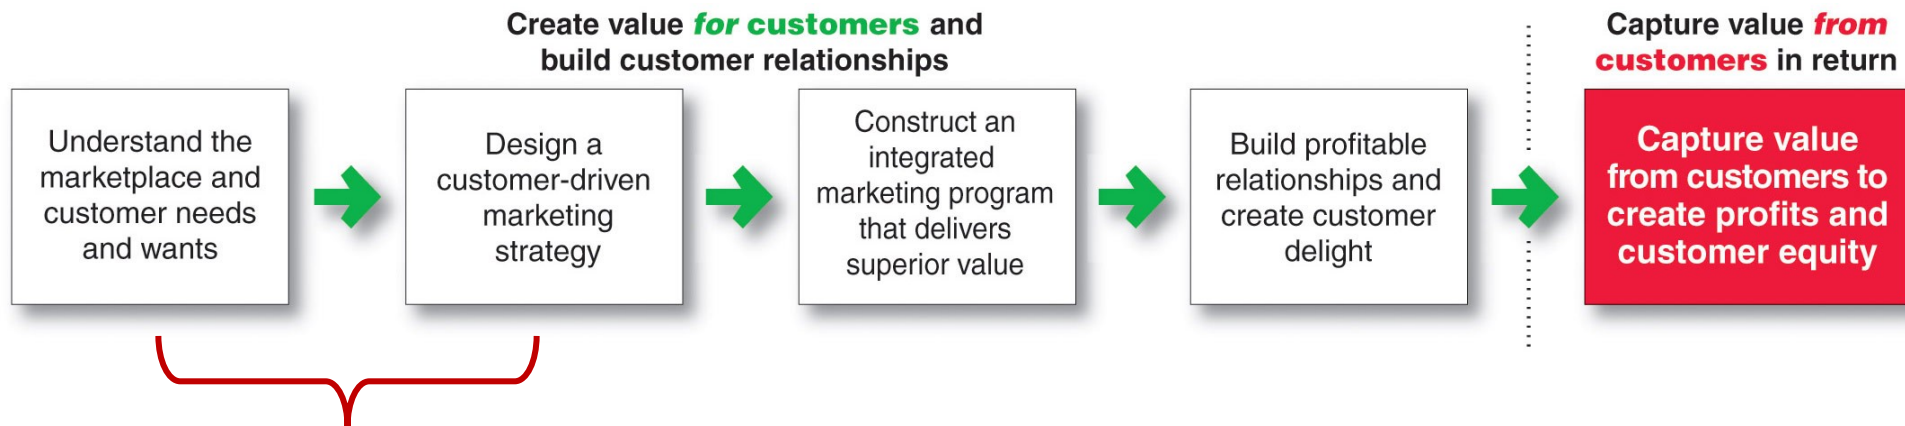 Create value for customers and
build customer relationships
Capture value from
customers in return
Understand the
marketplace and
customer needs
and wants
Design a
customer-driven
marketing
strategy
Construct an
integrated
marketing program
that delivers
superior value
Build profitable
relationships and
create customer
delight
Capture value
from customers to
create profits and
customer equity